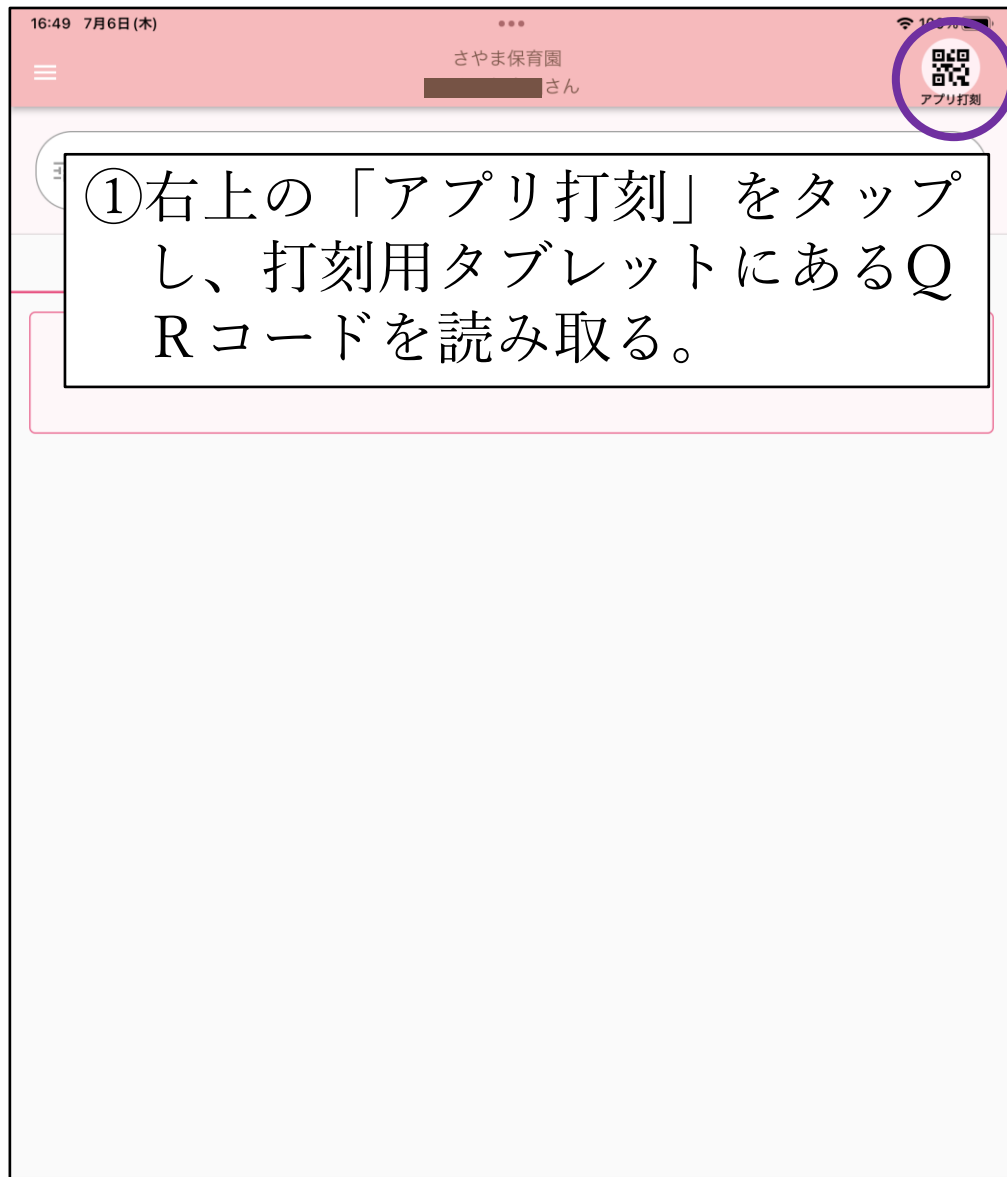 16:49 7月6日(木)
さやま保育園
さん
アプリ打刻
①右上の「アプリ打刻」をタップ
し、打刻用タブレットにあるQ
Rコードを読み取る。